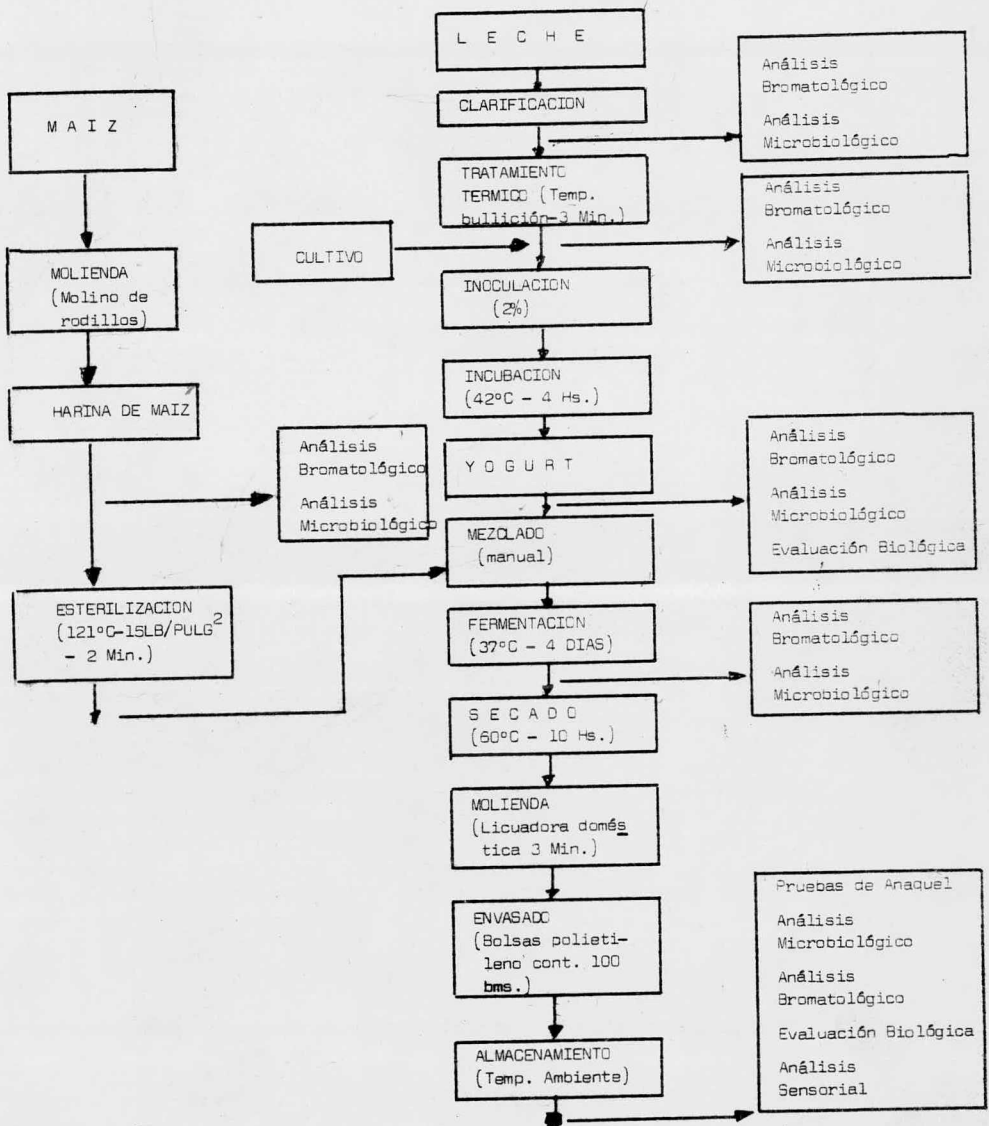 L E C H E
CLARIFICACION
Análisis
Bromatológico
Análisis
Microbiológico
TRATAMIENTO
TERMICO (Temp.
bullición-3 Min.)
CULTIVO
Análisis
Bromatológico
Análisis
Microbiológico
INOCULACION
(2%)
INCUBACION
(42ºC - 4 Hs.)
Y O G U R T
Análisis
Bromatológico
Análisis
Microbiológico
Evaluación Biológica
M A I Z
MOLIENDA
(Molino de
rodillos)
HARINA DE MAIZ
Análisis
Bromatológico
Análisis
Microbiológico
ESTERILIZACION
(121ºC-15LB/PULG²
- 2 Min.)
MEZCLADO
(manual)
FERMENTACION
(37ºC - 4 DIAS)
Análisis
Bromatológico
Análisis
Microbiológico
S E C A D O
(60ºC - 10 Hs.)
MOLIENDA
(Licuadora domés
tica 3 Min.)
ENVASADO
(Bolsas polieti-
leno cont. 100
bms.)
ALMACENAMIENTO
(Temp. Ambiente)
Pruebas de Anaquel
Análisis
Microbiológico
Análisis
Bromatológico
Evaluación Biológica
Análisis
Sensorial